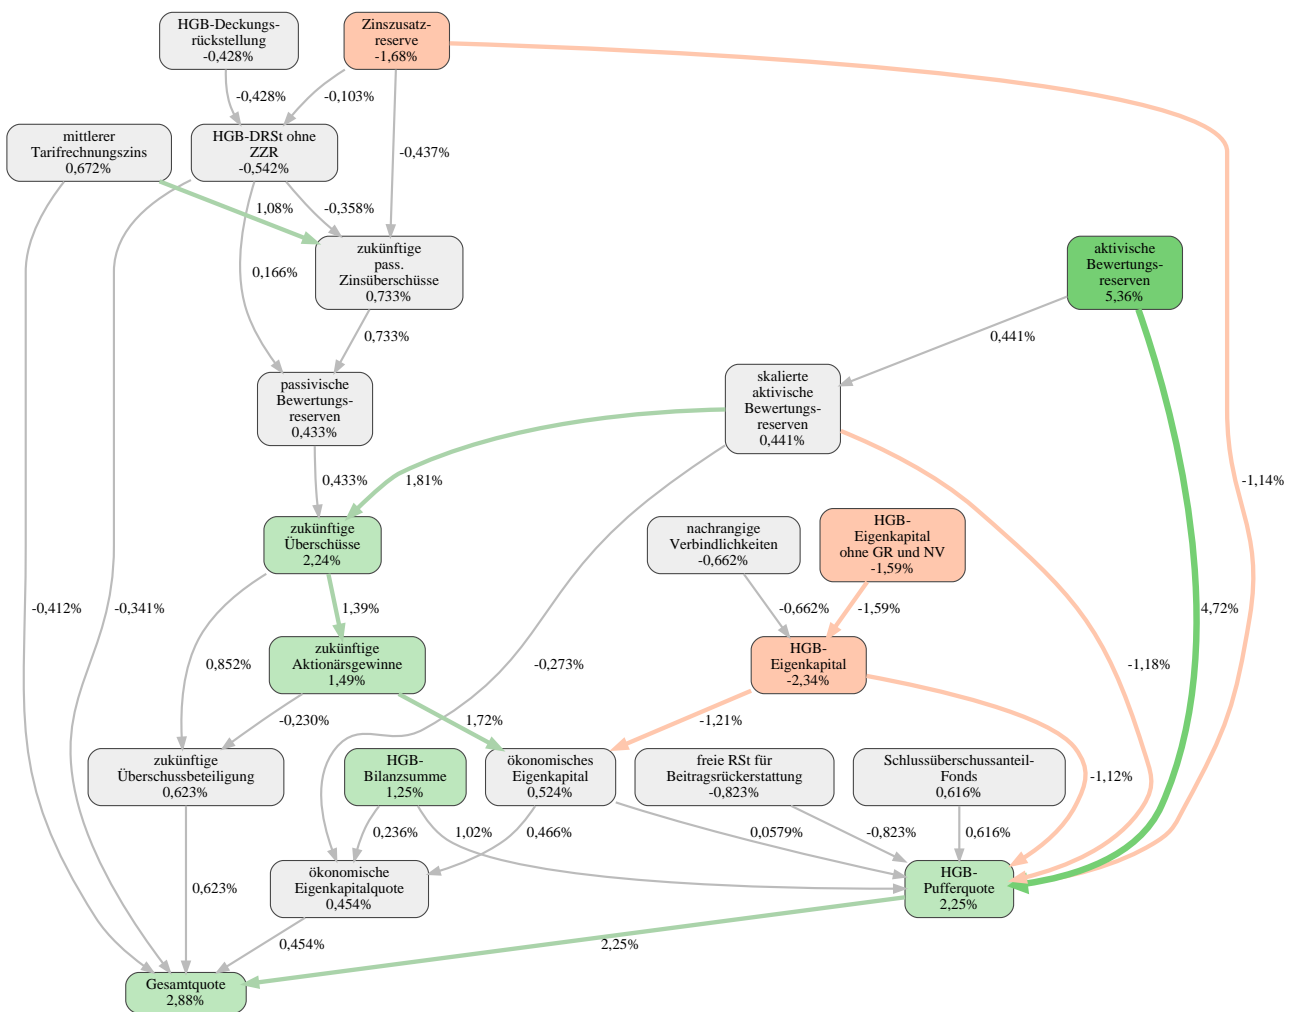 HGB-Deckungs-
rückstellung
-0,428%
Zinszusatz-
reserve
-1,68%
-0,428%
-0,103%
mittlerer
Tarifrechnungszins
0,672%
HGB-DRSt ohne
ZZR
-0,542%
-0,437%
1,08%
-0,358%
0,166%
zukünftige
pass.
Zinsüberschüsse
0,733%
aktivische
Bewertungs-
reserven
5,36%
0,733%
0,441%
passivische
Bewertungs-
reserven
0,433%
skalierte
aktivische
Bewertungs-
reserven
0,441%
0,433%
1,81%
-1,14%
zukünftige
Überschüsse
2,24%
nachrangige
Verbindlichkeiten
-0,662%
HGB-
Eigenkapital
ohne GR und NV
-1,59%
-0,412%
-0,341%
1,39%
-0,662%
-1,59%
4,72%
zukünftige
Aktionärsgewinne
1,49%
0,852%
-0,273%
HGB-
Eigenkapital
-2,34%
-1,18%
-0,230%
1,72%
-1,21%
-1,12%
zukünftige
Überschussbeteiligung
0,623%
HGB-
Bilanzsumme
1,25%
ökonomisches
Eigenkapital
0,524%
freie RSt für
Beitragsrückerstattung
-0,823%
Schlussüberschussanteil-
Fonds
0,616%
0,236%
1,02%
0,466%
0,0579%
-0,823%
0,616%
0,623%
ökonomische
Eigenkapitalquote
0,454%
HGB-
Pufferquote
2,25%
0,454%
2,25%
Gesamtquote
2,88%